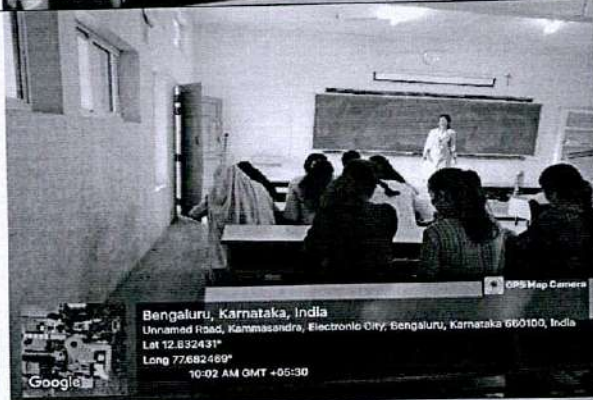 GPS Map Camera
Bengaluru, Karnataka, India
Unnamed Road, Kammasandra, Electronic City, Bengaluru, Karnataka 560100, India
Lat 12.832431°
Long 77.682469°
10:02 AM GMT +05:30
Google